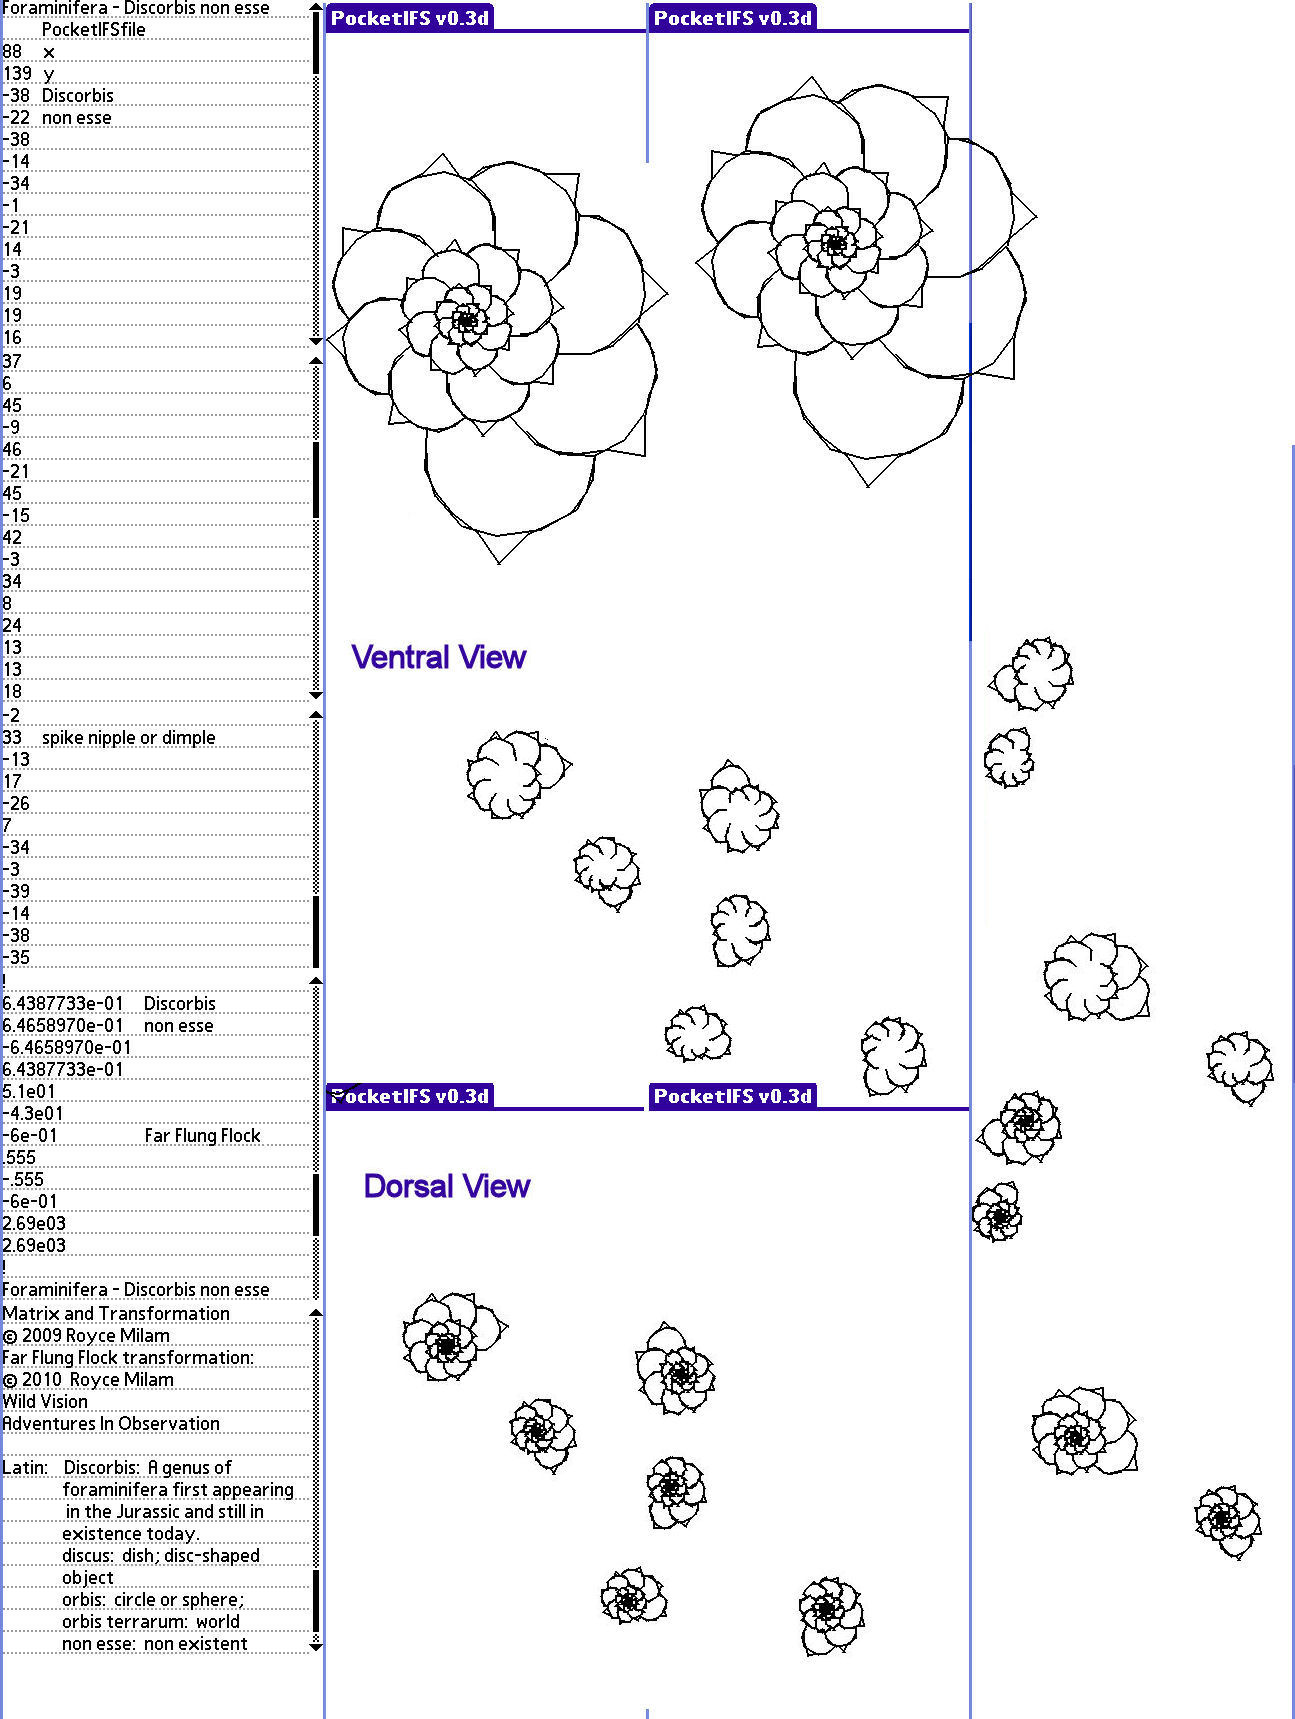 Foraminifera - Discorbis non esse
PocketIFSfile
88 x
139 y
-38 Discorbis
-22 non esse
-38
-14
-34
-1
-21
14
-3
19
19
16
37
6
45
-9
46
-21
45
-15
42
-3
34
8
24
13
13
18
-2
33 spike nipple or dimple
-13
17
-26
7
-34
-3
-39
-14
-38
-35
!
6.4387733e-01 Discorbis
6.4658970e-01 non esse
-6.4658970e-01
6.4387733e-01
5.1e01
-4.3e01
-6e-01 Far Flung Flock
.555
-.555
-6e-01
2.69e03
2.69e03
!
Foraminifera - Discorbis non esse
Matrix and Transformation
© 2009 Royce Milam
Far Flung Flock transformation:
© 2010 Royce Milam
Wild Vision
Adventures In Observation
Latin: Discorbis: A genus of
foraminifera first appearing
in the Jurassic and still in
existence today.
discus: dish; disc-shaped
object
orbis: circle or sphere;
orbis terrarum: world
non esse: non existent
PocketIFS v0.3d
PocketIFS v0.3d
Ventral View
PocketIFS v0.3d
PocketIFS v0.3d
Dorsal View